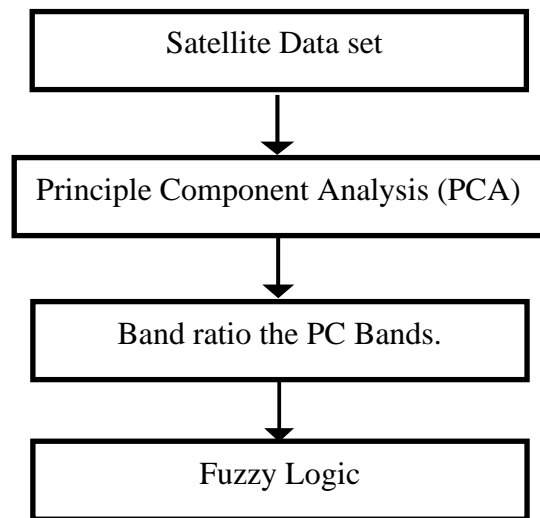 Satellite Data set
Principle Component Analysis (PCA)
Band ratio the PC Bands.
Fuzzy Logic